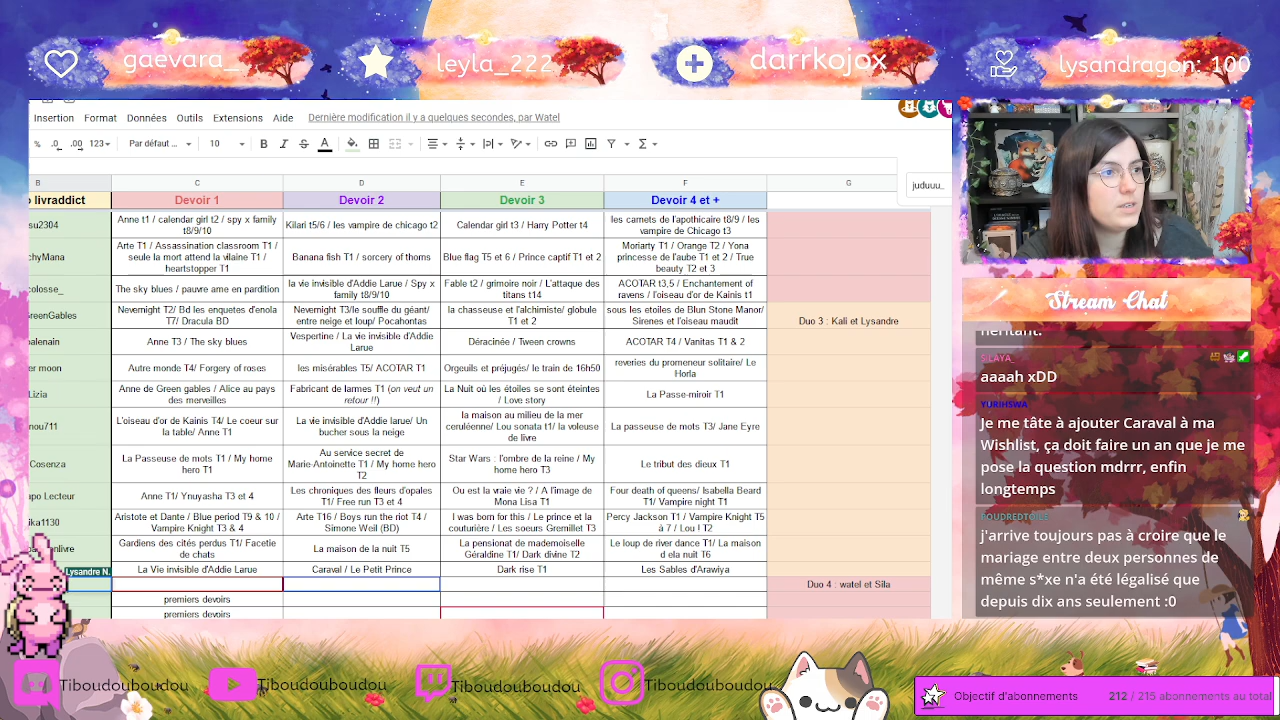 gaevara_
leyla_222
darrkojox
lysandragon: 100
Insertion Format Données Outils Extensions Aide Dernière modification il y a quelques secondes, par Watel
% .0 .00 123 Par défaut ... 10 B I S A
juduuu_
B C D E F G
livraddict Devoir 1 Devoir 2 Devoir 3 Devoir 4 et +
su2304
Anne t1 / calendar girl t2 / spy x family
t8/9/10
Kilari t5/6 / les vampire de chicago t2
Calendar girl t3 / Harry Potter t4
les carnets de l'apothicaire t8/9 / les
vampire de Chicago t3
chyMana
Arte T1 / Assassination classroom T1 /
seule la mort attend la vilaine T1 /
heartstopper T1
Banana fish T1 / sorcery of thorns
Blue flag T5 et 6 / Prince captif T1 et 2
Moriarty T1 / Orange T2 / Yona
princesse de l'aube T1 et 2 / True
beauty T2 et 3
colosse_
The sky blues / pauvre ame en pardition
la vie invisible d'Addie Larue / Spy x
family t8/9/10
Fable t2 / grimoire noir / L'attaque des
titans t14
ACOTAR t3,5 / Enchantement of
ravens / l'oiseau d'or de Kainis t1
GreenGables
Nevernight T2/ Bd les enquetes d'enola
T7/ Dracula BD
Nevernight T3/Le souffle du géant/
entre neige et loup/ Pocahontas
la chasseuse et l'alchimiste/ globule
T1 et 2
sous les etoiles de Blun Stone Manor/
Sirenes et l'oiseau maudit
Duo 3 : Kali et Lysandre
alenain
Anne T3 / The sky blues
Vespertine / La vie invisible d'Addie
Larue
Déracinée / Tween crowns
ACOTAR T4 / Vanitas T1 & 2
er moon
Autre monde T4/ Forgery of roses
les misérables T5/ ACOTAR T1
Orgeuils et préjugés/ le train de 16h50
reveries du promeneur solitaire/ Le
Horla
Lizia
Anne de Green gables / Alice au pays
des merveilles
Fabricant de larmes T1 (on veut un
retour !!)
La Nuit où les étoiles se sont éteintes
/ Love story
La Passe-miroir T1
nou711
L'oiseau d'or de Kainis T4/ Le coeur sur
la table/ Anne T1
La vie invisible d'Addie larue/ Un
bucher sous la neige
la maison au milieu de la mer
ceruléenne/ Lou sonata t1/ la voleuse
de livre
La passeuse de mots T3/ Jane Eyre
Cosenza
La Passeuse de mots T1 / My home
hero T1
Au service secret de
Marie-Antoinette T1 / My home hero
T2
Star Wars : l'ombre de la reine / My
home hero T3
Le tribut des dieux T1
apo Lecteur
Anne T1/ Ynuyasha T3 et 4
Les chroniques des fleurs d'opales
T1/ Free run T3 et 4
Ou est la vraie vie ? / A l'image de
Mona Lisa T1
Four death of queens/ Isabella Beard
T1/ Vampire night T1
ika1130
Aristote et Dante / Blue period T9 & 10 /
Vampire Knight T3 & 4
Arte T16 / Boys run the riot T4 /
Simone Weil (BD)
I was born for this / Le prince et la
couturière / Les soeurs Gremillet T3
Percy Jackson T1 / Vampire Knight T5
à 7 / Lou ! T2
onlivre
Gardiens des cités perdus T1/ Facetie
de chats
La maison de la nuit T5
La pensionat de mademoiselle
Géraldine T1/ Dark divine T2
Le loup de river dance T1/ La maison
d ela nuit T6
Lysandre N.
La Vie invisible d'Addie Larue
Caraval / Le Petit Prince
Dark rise T1
Les Sables d'Arawiya
Duo 4 : watel et Sila
premiers devoirs
premiers devoirs
Stream Chat
héritant.
SILAYA_
aaaah xDD
YURIHSWA
Je me tâte à ajouter Caraval à ma
Wishlist, ça doit faire un an que je me
pose la question mdrrr, enfin
longtemps
POUDREDTOILE
j'arrive toujours pas à croire que le
mariage entre deux personnes de
même s*xe n'a été légalisé que
depuis dix ans seulement :0
Tiboudouboudou
Tiboudouboudou
Tiboudouboudou
Tiboudouboudou
Objectif d'abonnements 212 / 215 abonnements au total